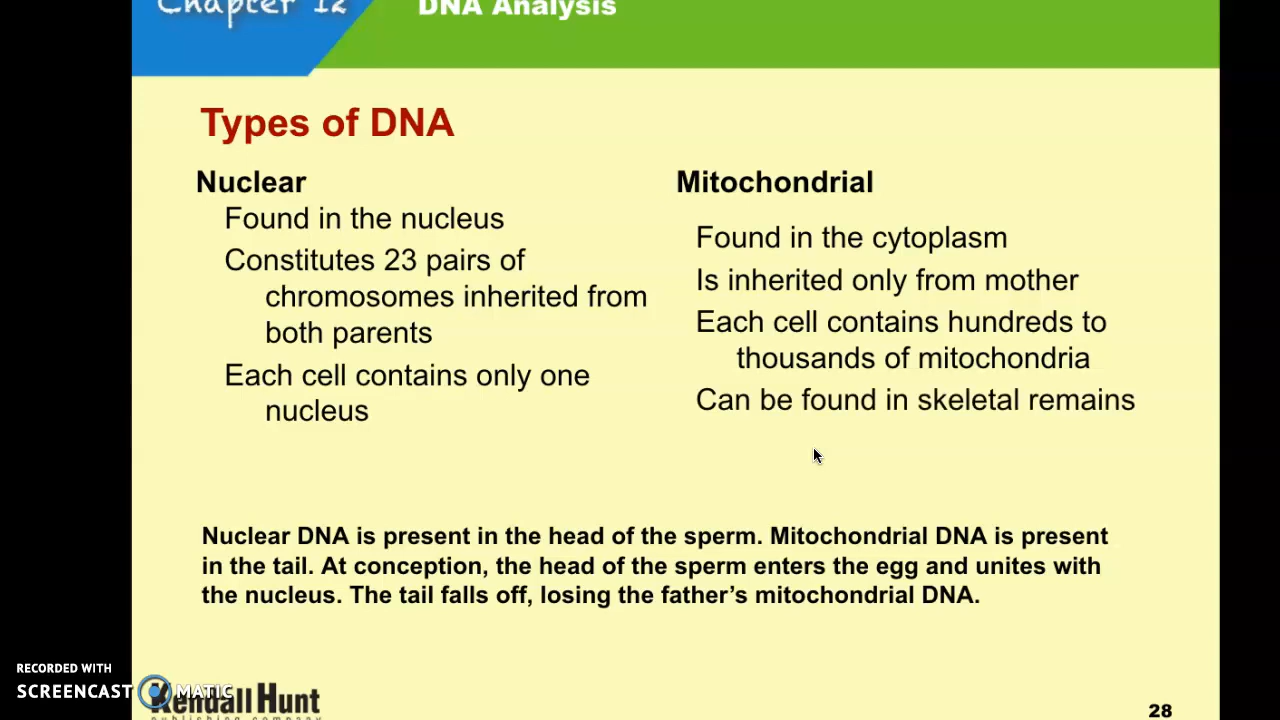 Chapter 12
DNA Analysis
Types of DNA
Nuclear
Found in the nucleus
Constitutes 23 pairs of
chromosomes inherited from
both parents
Each cell contains only one
nucleus
Mitochondrial
Found in the cytoplasm
Is inherited only from mother
Each cell contains hundreds to
thousands of mitochondria
Can be found in skeletal remains
Nuclear DNA is present in the head of the sperm. Mitochondrial DNA is present
in the tail. At conception, the head of the sperm enters the egg and unites with
the nucleus. The tail falls off, losing the father’s mitochondrial DNA.
RECORDED WITH
SCREENCAST MATIC
Kendall Hunt
publishing company
28